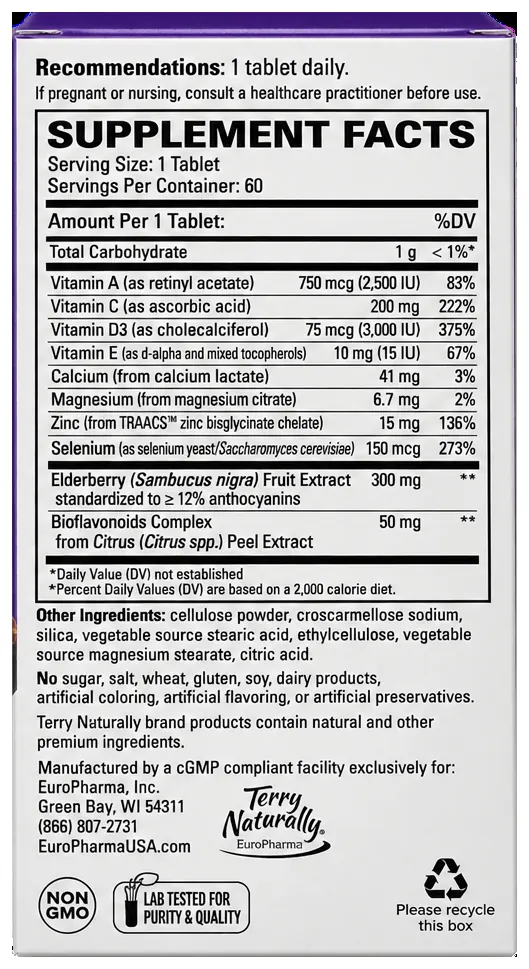 Recommendations: 1 tablet daily.
If pregnant or nursing, consult a healthcare practitioner before use.
SUPPLEMENT FACTS
Serving Size: 1 Tablet
Servings Per Container: 60
Amount Per 1 Tablet: %DV
Total Carbohydrate 1 g < 1%*
Vitamin A (as retinyl acetate) 750 mcg (2,500 IU) 83%
Vitamin C (as ascorbic acid) 200 mg 222%
Vitamin D3 (as cholecalciferol) 75 mcg (3,000 IU) 375%
Vitamin E (as d-alpha and mixed tocopherols) 10 mg (15 IU) 67%
Calcium (from calcium lactate) 41 mg 3%
Magnesium (from magnesium citrate) 6.7 mg 2%
Zinc (from TRAACS™ zinc bisglycinate chelate) 15 mg 136%
Selenium (as selenium yeast/Saccharomyces cerevisiae) 150 mcg 273%
Elderberry (Sambucus nigra) Fruit Extract 300 mg **
standardized to ≥ 12% anthocyanins
Bioflavonoids Complex 50 mg **
from Citrus (Citrus spp.) Peel Extract
*Daily Value (DV) not established
*Percent Daily Values (DV) are based on a 2,000 calorie diet.
Other Ingredients: cellulose powder, croscarmellose sodium,
silica, vegetable source stearic acid, ethylcellulose, vegetable
source magnesium stearate, citric acid.
No sugar, salt, wheat, gluten, soy, dairy products,
artificial coloring, artificial flavoring, or artificial preservatives.
Terry Naturally brand products contain natural and other
premium ingredients.
Manufactured by a cGMP compliant facility exclusively for:
EuroPharma, Inc.
Green Bay, WI 54311
(866) 807-2731
EuroPharmaUSA.com
Terry
Naturally®
EuroPharma
NON
GMO
LAB TESTED FOR
PURITY & QUALITY
Please recycle
this box